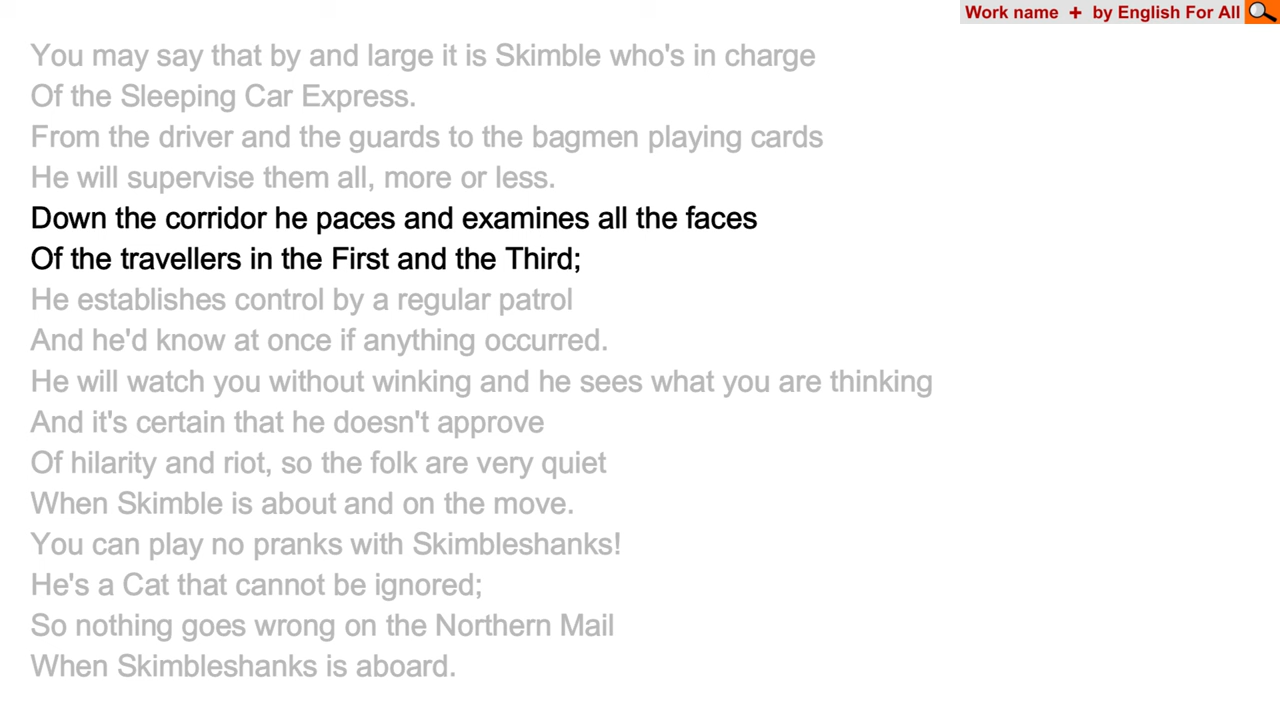 Work name + by English For All
You may say that by and large it is Skimble who's in charge
Of the Sleeping Car Express.
From the driver and the guards to the bagmen playing cards
He will supervise them all, more or less.
Down the corridor he paces and examines all the faces
Of the travellers in the First and the Third;
He establishes control by a regular patrol
And he'd know at once if anything occurred.
He will watch you without winking and he sees what you are thinking
And it's certain that he doesn't approve
Of hilarity and riot, so the folk are very quiet
When Skimble is about and on the move.
You can play no pranks with Skimbleshanks!
He's a Cat that cannot be ignored;
So nothing goes wrong on the Northern Mail
When Skimbleshanks is aboard.